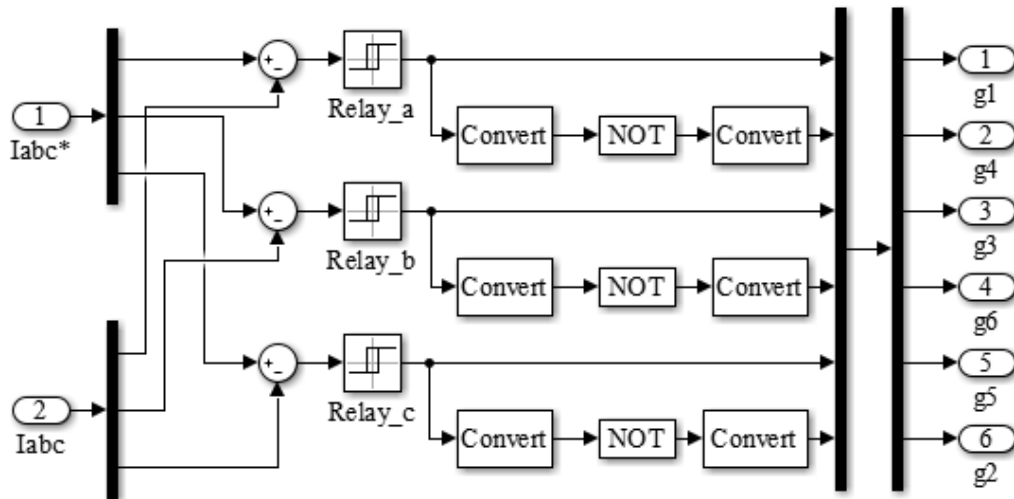 1
Iabc*
+
-
Relay_a
Convert
NOT
Convert
1
g1
2
g4
+
-
Relay_b
Convert
NOT
Convert
3
g3
4
g6
2
Iabc
+
-
Relay_c
Convert
NOT
Convert
5
g5
6
g2